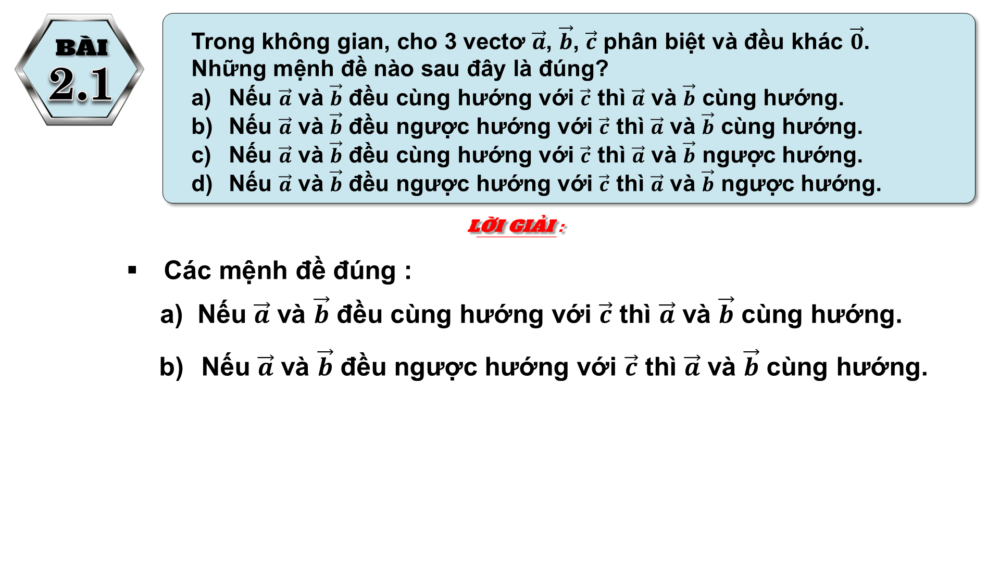 BÀI
2.1
Trong không gian, cho 3 vectơ $\vec{a}$, $\vec{b}$, $\vec{c}$ phân biệt và đều khác $\vec{0}$.
Những mệnh đề nào sau đây là đúng?
a) Nếu $\vec{a}$ và $\vec{b}$ đều cùng hướng với $\vec{c}$ thì $\vec{a}$ và $\vec{b}$ cùng hướng.
b) Nếu $\vec{a}$ và $\vec{b}$ đều ngược hướng với $\vec{c}$ thì $\vec{a}$ và $\vec{b}$ cùng hướng.
c) Nếu $\vec{a}$ và $\vec{b}$ đều cùng hướng với $\vec{c}$ thì $\vec{a}$ và $\vec{b}$ ngược hướng.
d) Nếu $\vec{a}$ và $\vec{b}$ đều ngược hướng với $\vec{c}$ thì $\vec{a}$ và $\vec{b}$ ngược hướng.
LỜI GIẢI :
▪ Các mệnh đề đúng :
a) Nếu $\vec{a}$ và $\vec{b}$ đều cùng hướng với $\vec{c}$ thì $\vec{a}$ và $\vec{b}$ cùng hướng.
b) Nếu $\vec{a}$ và $\vec{b}$ đều ngược hướng với $\vec{c}$ thì $\vec{a}$ và $\vec{b}$ cùng hướng.